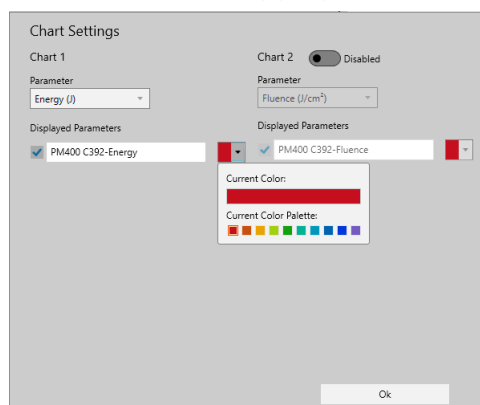 Chart Settings
Chart 1
Chart 2 Disabled
Parameter
Parameter
Energy (J)
Fluence (J/cm²)
Displayed Parameters
Displayed Parameters
PM400 C392-Energy
PM400 C392-Fluence
Current Color:
Current Color Palette:
Ok